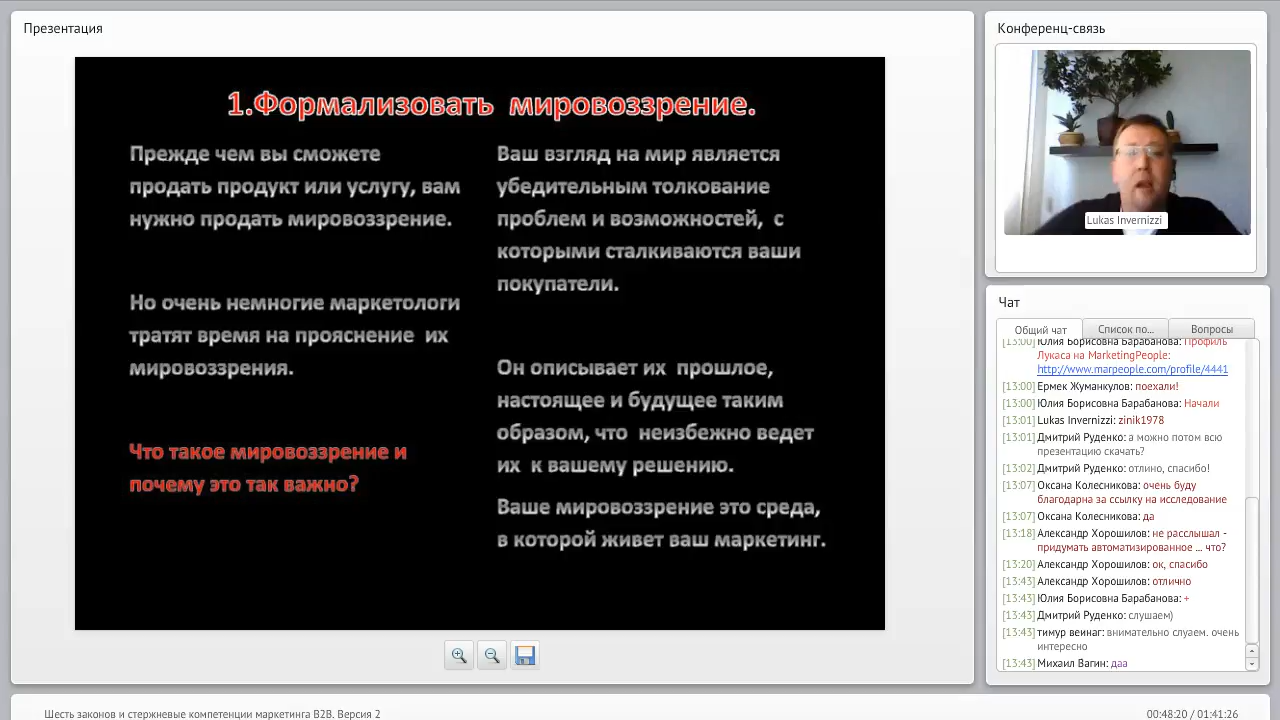 Презентация
1.Формализовать мировоззрение.
Прежде чем вы сможете
продать продукт или услугу, вам
нужно продать мировоззрение.
Но очень немногие маркетологи
тратят время на прояснение их
мировоззрения.
Что такое мировоззрение и
почему это так важно?
Ваш взгляд на мир является
убедительным толкование
проблем и возможностей, с
которыми сталкиваются ваши
покупатели.
Он описывает их прошлое,
настоящее и будущее таким
образом, что неизбежно ведет
их к вашему решению.
Ваше мировоззрение это среда,
в которой живет ваш маркетинг.
Конференц-связь
Lukas Invernizzi
Чат
Общий чат
Список по...
Вопросы
[13:00] Юлия Борисовна Барабанова: Профиль
Лукаса на MarketingPeople:
http://www.marpeople.com/profile/4441
[13:00] Ермек Жуманкулов: поехали!
[13:00] Юлия Борисовна Барабанова: Начали
[13:01] Lukas Invernizzi: zinik1978
[13:01] Дмитрий Руденко: а можно потом всю
презентацию скачать?
[13:02] Дмитрий Руденко: отлино, спасибо!
[13:07] Оксана Колесникова: очень буду
благодарна за ссылку на исследование
[13:07] Оксана Колесникова: да
[13:18] Александр Хорошилов: не расслышал -
придумать автоматизированное ... что?
[13:20] Александр Хорошилов: ок, спасибо
[13:43] Александр Хорошилов: отлично
[13:43] Юлия Борисовна Барабанова: +
[13:43] Дмитрий Руденко: слушаем)
[13:43] тимур веинаг: внимательно слуаем. очень
интересно
[13:43] Михаил Вагин: даа
Шесть законов и стержневые компетенции маркетинга B2B. Версия 2
00:48:20 / 01:41:26